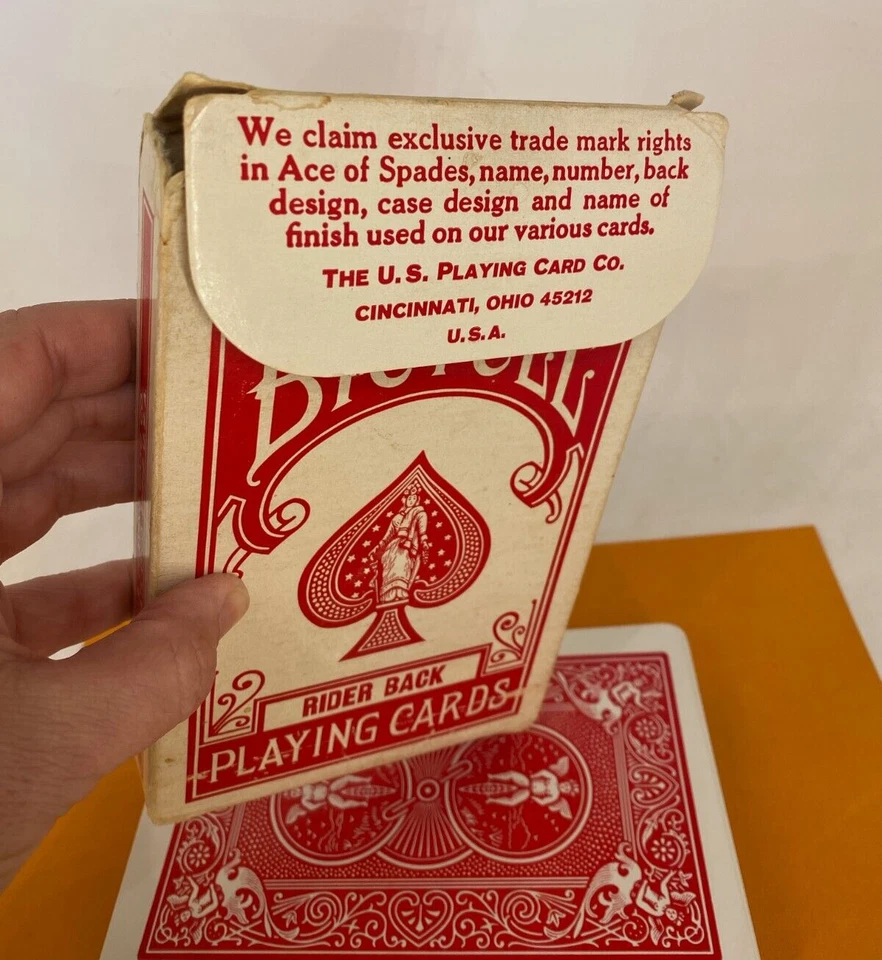 We claim exclusive trade mark rights
in Ace of Spades, name, number, back
design, case design and name of
finish used on our various cards.
THE U.S. PLAYING CARD CO.
CINCINNATI, OHIO 45212
U.S.A.
BICYCLE
RIDER BACK
PLAYING CARDS